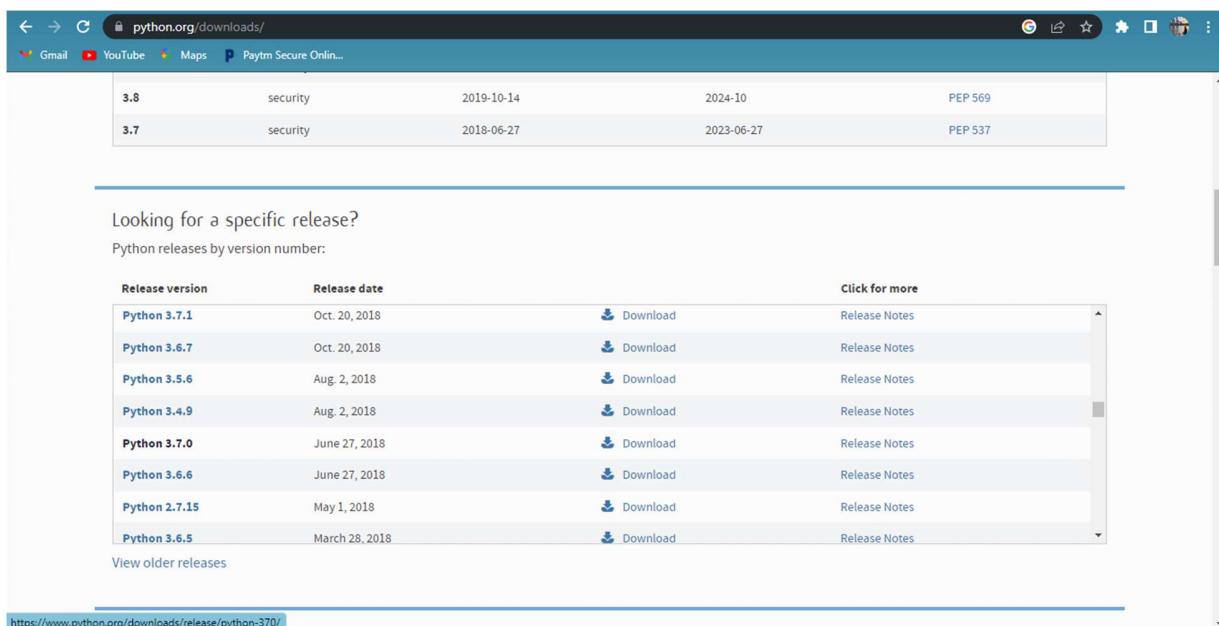 python.org/downloads/
Gmail YouTube Maps Paytm Secure Onlin...
3.8 security 2019-10-14 2024-10 PEP 569
3.7 security 2018-06-27 2023-06-27 PEP 537
Looking for a specific release?
Python releases by version number:
Release version Release date Click for more
Python 3.7.1 Oct. 20, 2018 Download Release Notes
Python 3.6.7 Oct. 20, 2018 Download Release Notes
Python 3.5.6 Aug. 2, 2018 Download Release Notes
Python 3.4.9 Aug. 2, 2018 Download Release Notes
Python 3.7.0 June 27, 2018 Download Release Notes
Python 3.6.6 June 27, 2018 Download Release Notes
Python 2.7.15 May 1, 2018 Download Release Notes
Python 3.6.5 March 28, 2018 Download Release Notes
View older releases
https://www.python.org/downloads/release/python-370/